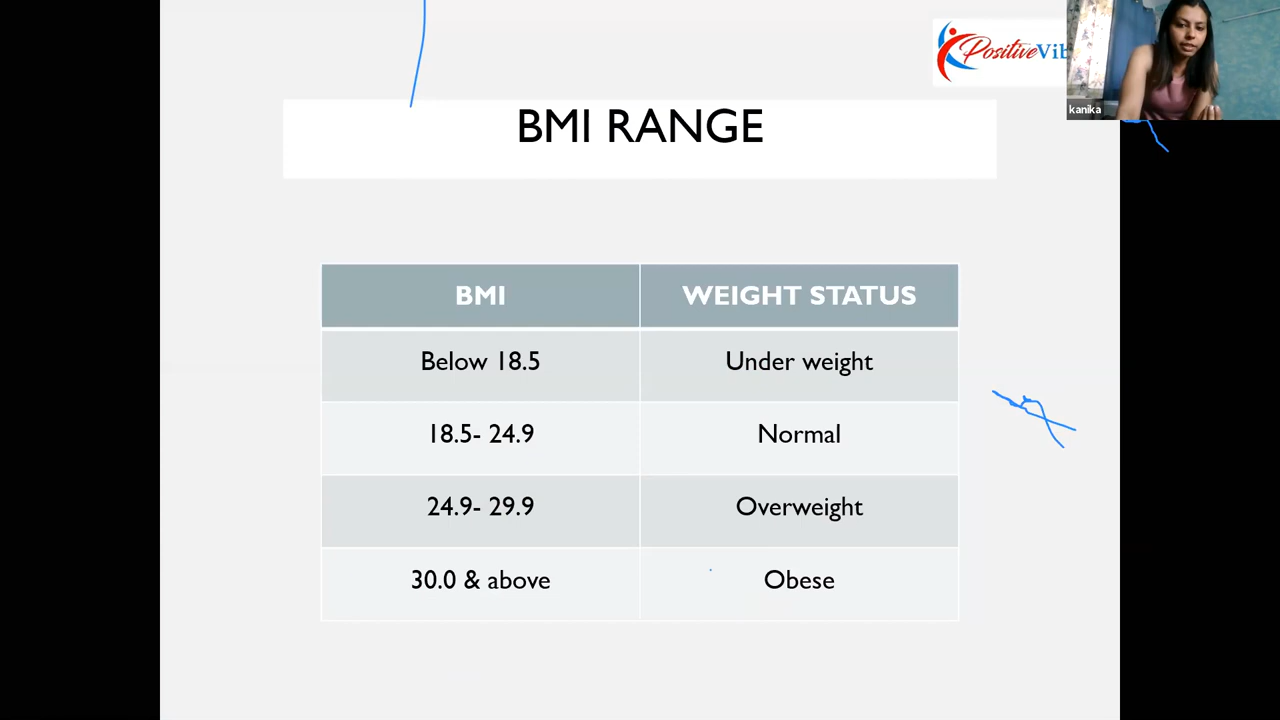 PositiveVib
kanika
BMI RANGE
BMI WEIGHT STATUS
Below 18.5 Under weight
18.5- 24.9 Normal
24.9- 29.9 Overweight
30.0 & above Obese